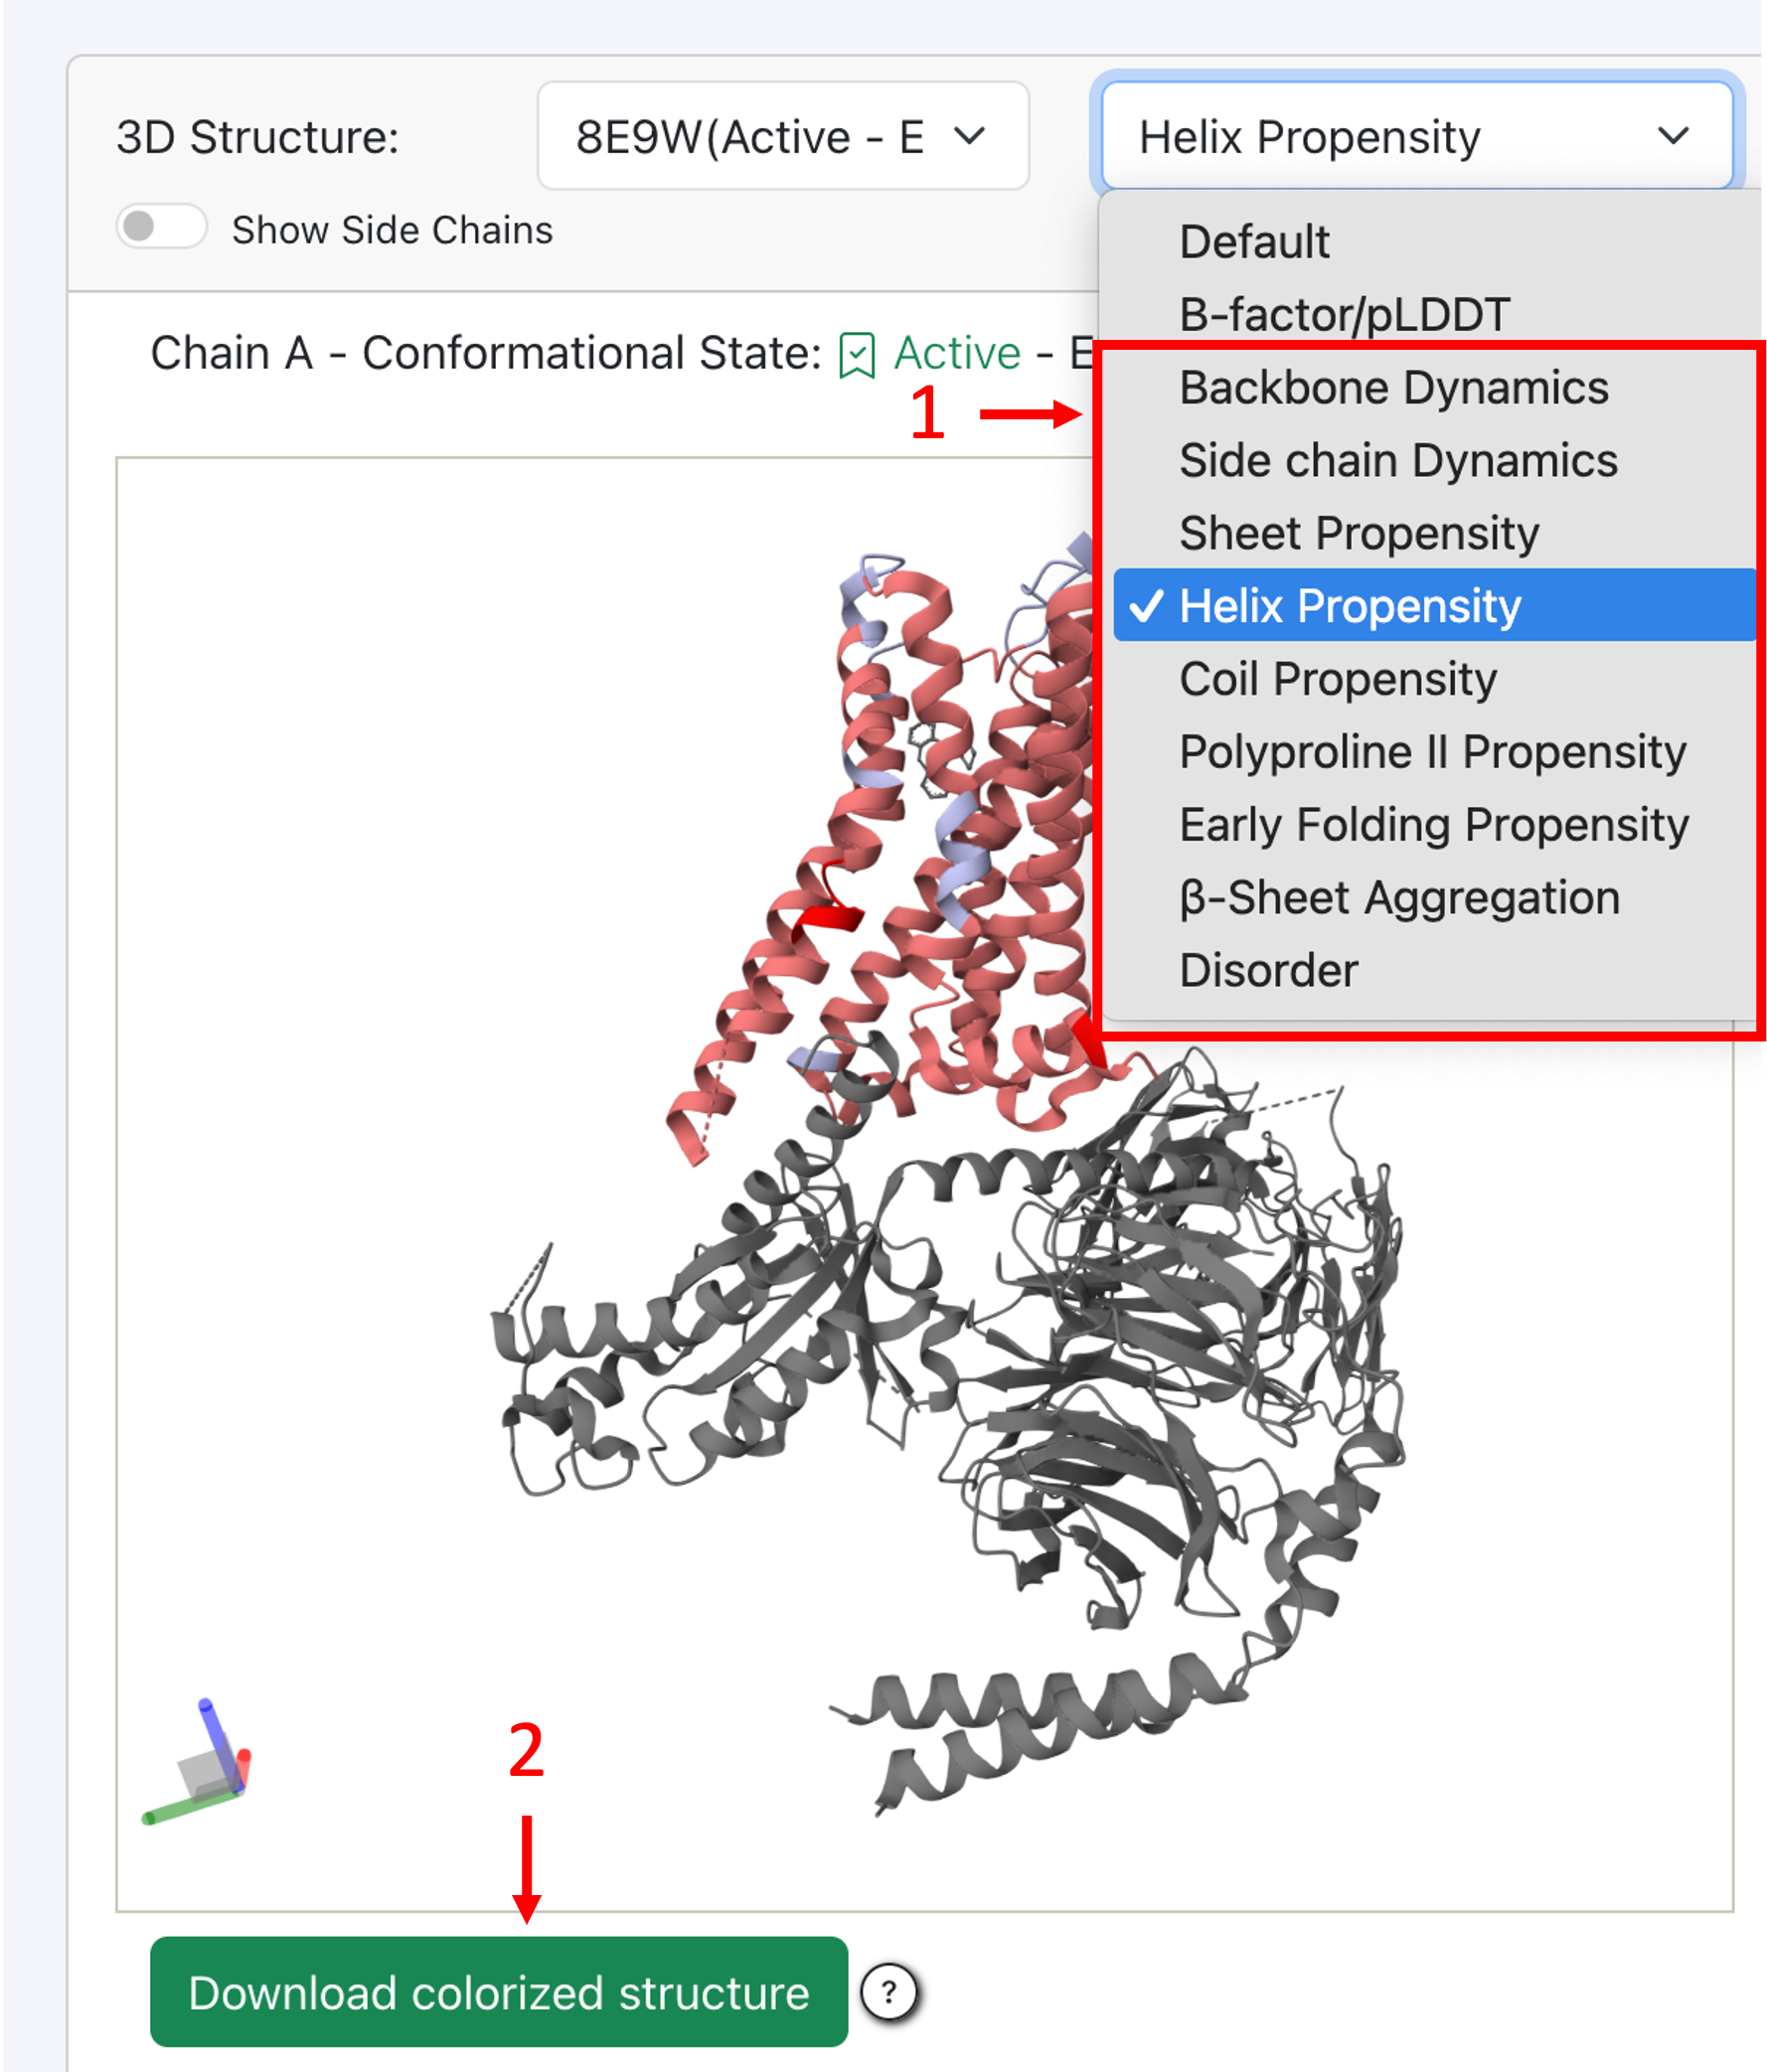 3D Structure:
8E9W(Active - E
Helix Propensity
Show Side Chains
Default
B-factor/pLDDT
Chain A - Conformational State: Active - E
1
Backbone Dynamics
Side chain Dynamics
Sheet Propensity
Helix Propensity
Coil Propensity
Polyproline II Propensity
Early Folding Propensity
β-Sheet Aggregation
Disorder
2
Download colorized structure
?